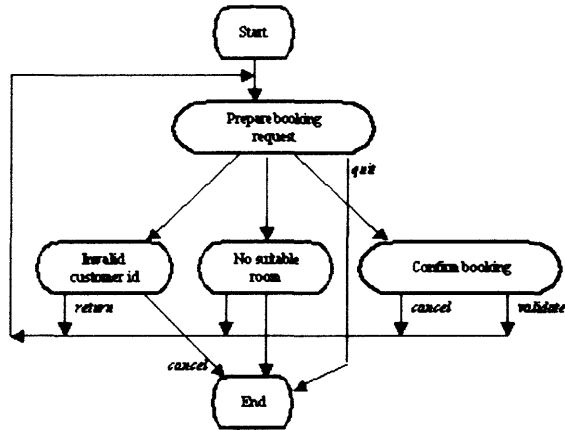 Start
Prepare booking
request
quit
Invalid
customer id
No suitable
room
Confirm booking
return
cancel
validate
cancel
End